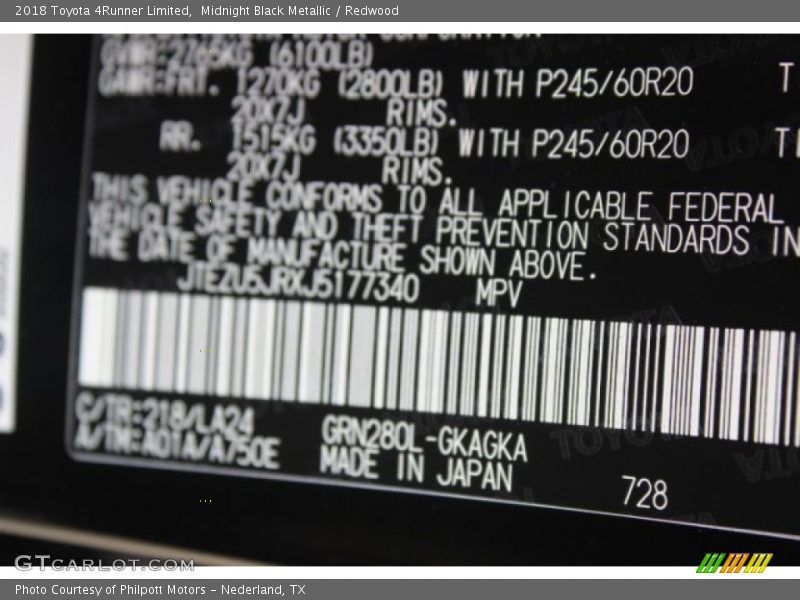 2018 Toyota 4Runner Limited, Midnight Black Metallic / Redwood
GVWR:2765KG (6100LB)
GAWR:FRT. 1270KG (2800LB) WITH P245/60R20
20X7J RIMS.
RR. 1515KG (3350LB) WITH P245/60R20
20X7J RIMS.
THIS VEHICLE CONFORMS TO ALL APPLICABLE FEDERAL
VEHICLE SAFETY AND THEFT PREVENTION STANDARDS IN
THE DATE OF MANUFACTURE SHOWN ABOVE.
JTEZU5JRXJ5177340 MPV
C/TR:218/LA24 GRN280L-GKAGKA
A/TM:A01A/A750E MADE IN JAPAN
728
GTCARLOT.COM
Photo Courtesy of Philpott Motors - Nederland, TX